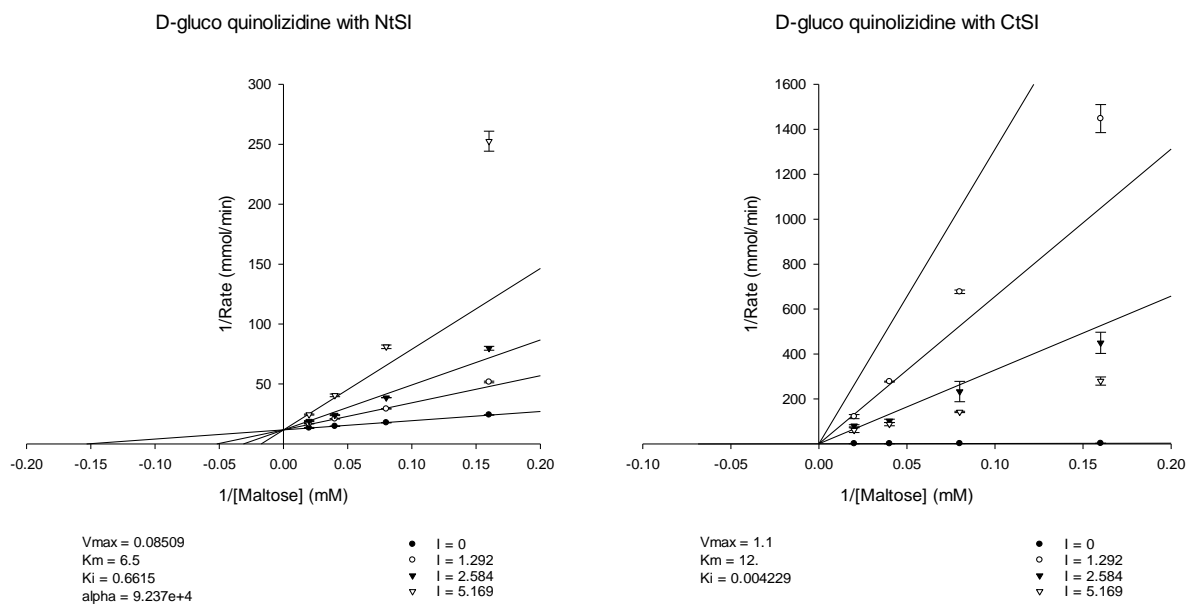 D-gluco quinolizidine with NtSI
300
250
200
150
100
50
1/Rate (mmol/min)
-0.20 -0.15 -0.10 -0.05 0.00 0.05 0.10 0.15 0.20
1/[Maltose] (mM)
Vmax = 0.08509
Km = 6.5
Ki = 0.6615
alpha = 9.237e+4
I = 0
I = 1.292
I = 2.584
I = 5.169
D-gluco quinolizidine with CtSI
1600
1400
1200
1000
800
600
400
200
1/Rate (mmol/min)
-0.10 -0.05 0.00 0.05 0.10 0.15 0.20
1/[Maltose] (mM)
Vmax = 1.1
Km = 12.
Ki = 0.004229
I = 0
I = 1.292
I = 2.584
I = 5.169